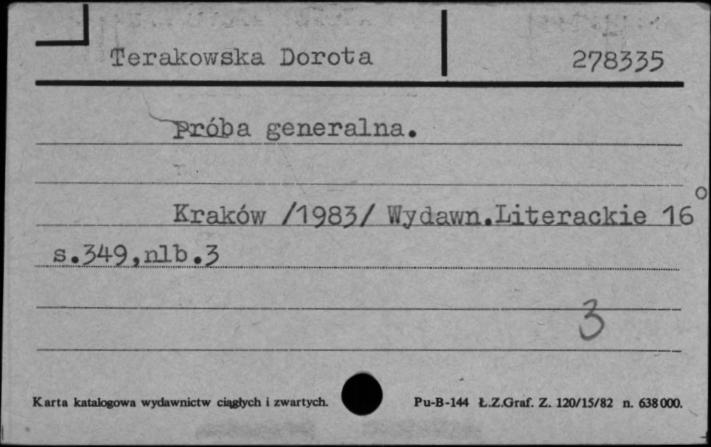 Terakowska Dorota 278335
Próba generalna.
Kraków /1983/ Wydawn.Literackie 16°
s.349,nlb.3
3
Karta katalogowa wydawnictw ciągłych i zwartych. Pu-B-144 Ł.Z.Graf. Z. 120/15/82 n. 638000.